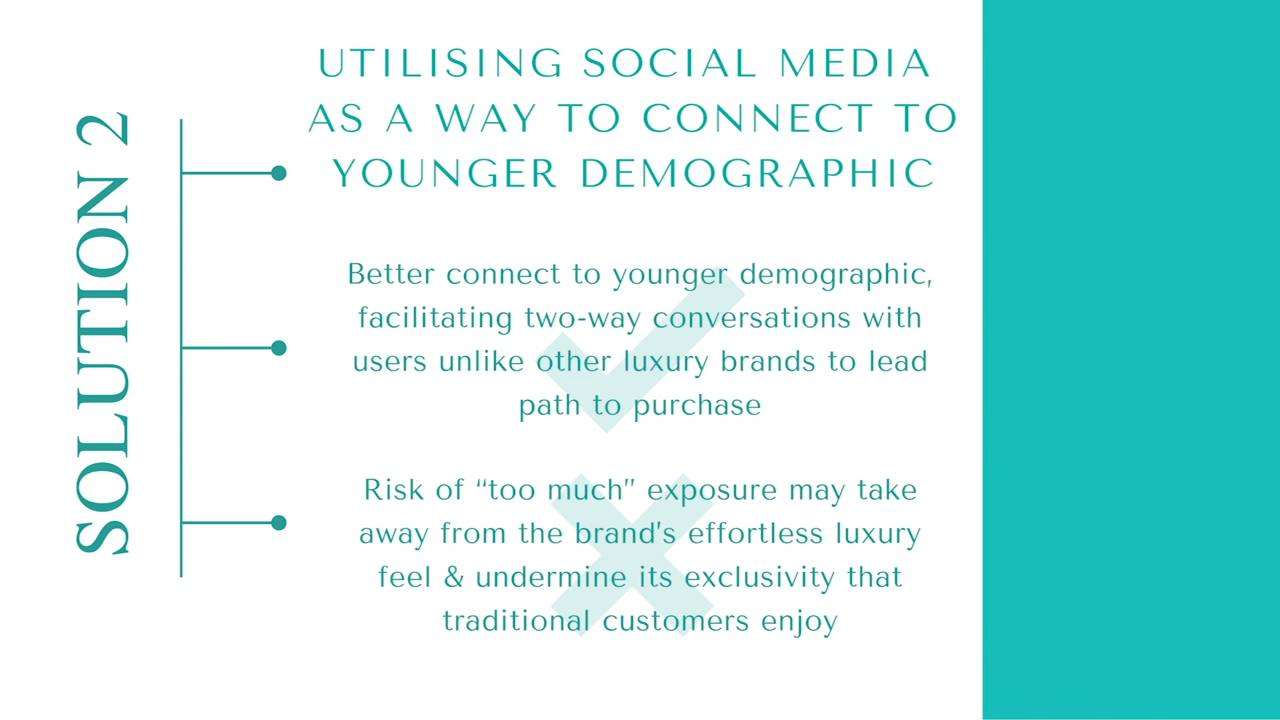 SOLUTION 2
UTILISING SOCIAL MEDIA
AS A WAY TO CONNECT TO
YOUNGER DEMOGRAPHIC
Better connect to younger demographic,
facilitating two-way conversations with
users unlike other luxury brands to lead
path to purchase
Risk of “too much” exposure may take
away from the brand’s effortless luxury
feel & undermine its exclusivity that
traditional customers enjoy